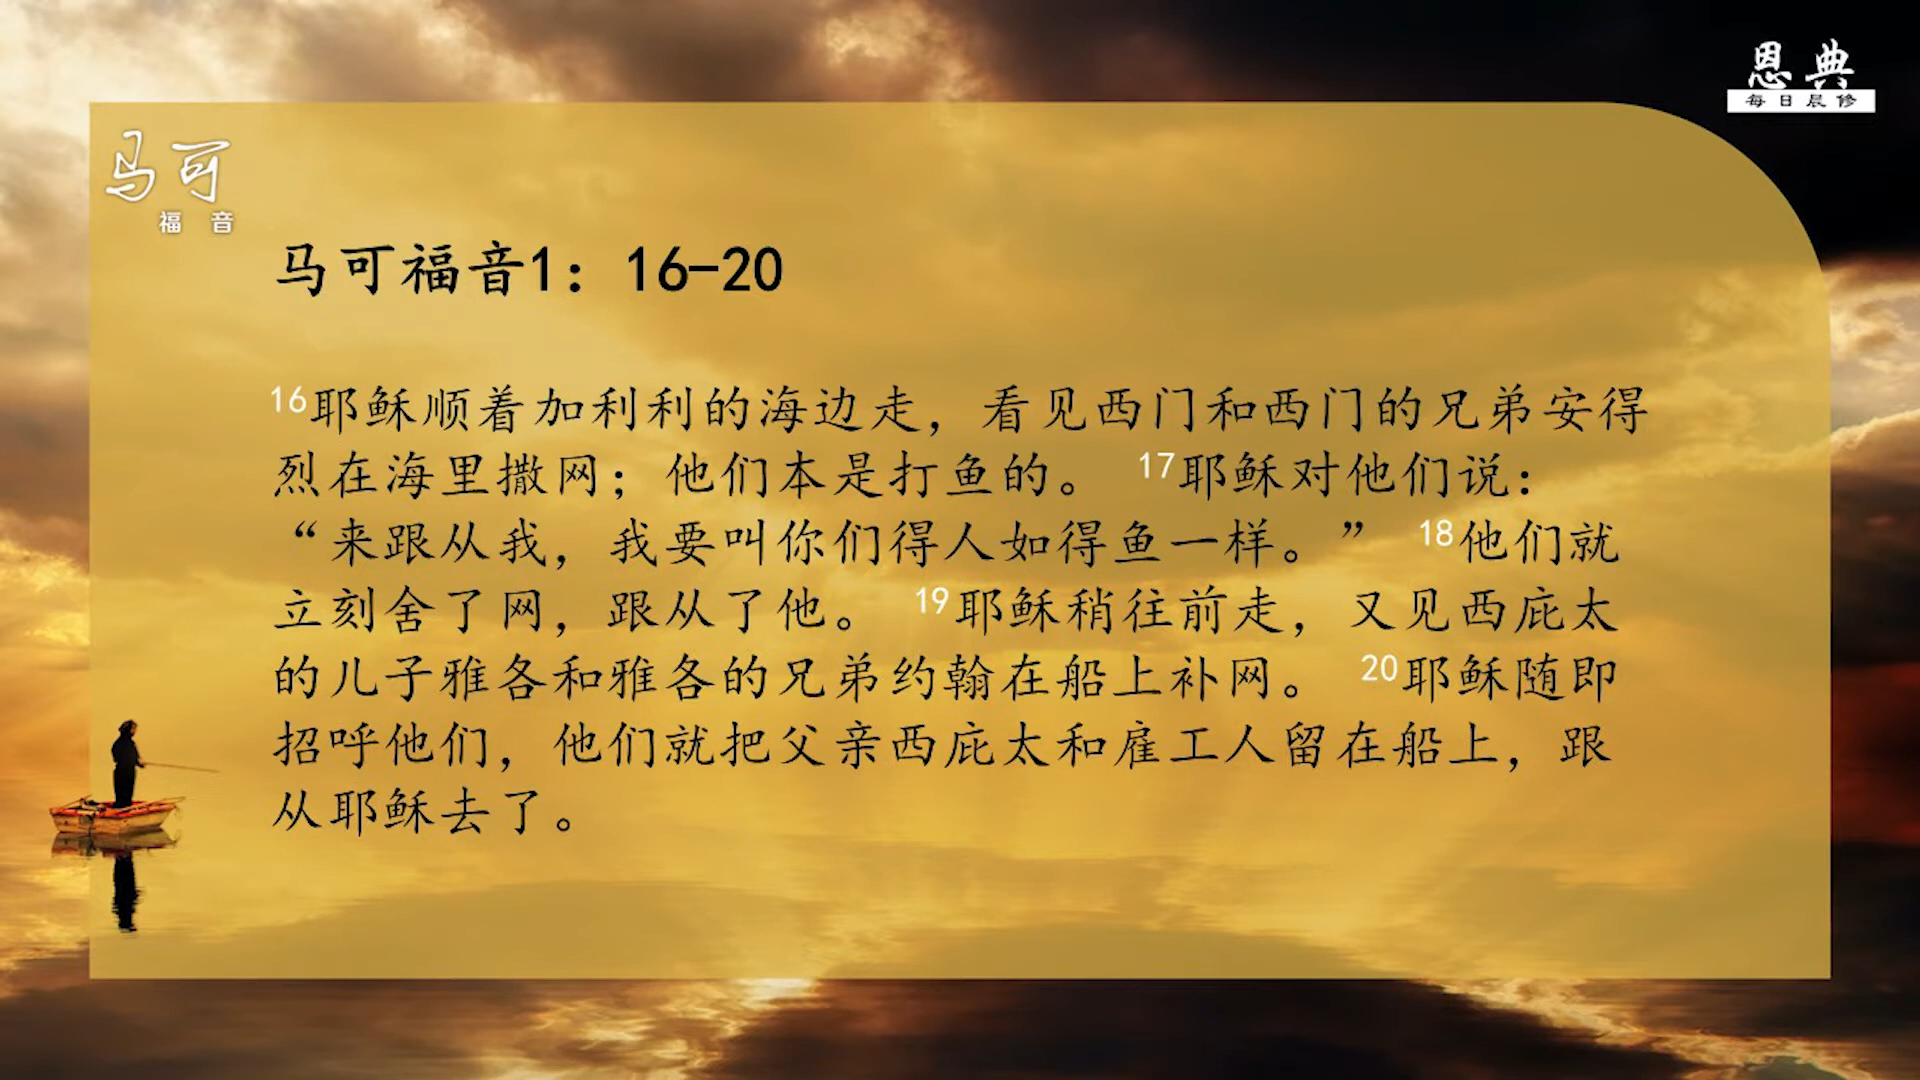 恩典
每日晨修
马可
福音
马可福音1：16-20
16耶稣顺着加利利的海边走，看见西门和西门的兄弟安得
烈在海里撒网；他们本是打鱼的。 17耶稣对他们说：
“来跟从我，我要叫你们得人如得鱼一样。” 18他们就
立刻舍了网，跟从了他。 19耶稣稍往前走，又见西庇太
的儿子雅各和雅各的兄弟约翰在船上补网。 20耶稣随即
招呼他们，他们就把父亲西庇太和雇工人留在船上，跟
从耶稣去了。